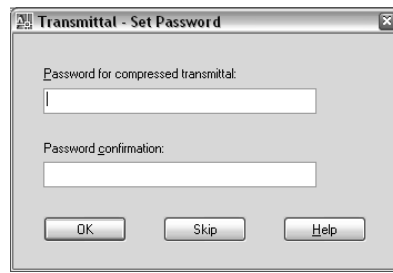 Transmittal - Set Password
Password for compressed transmittal:
Password confirmation:
OK Skip Help